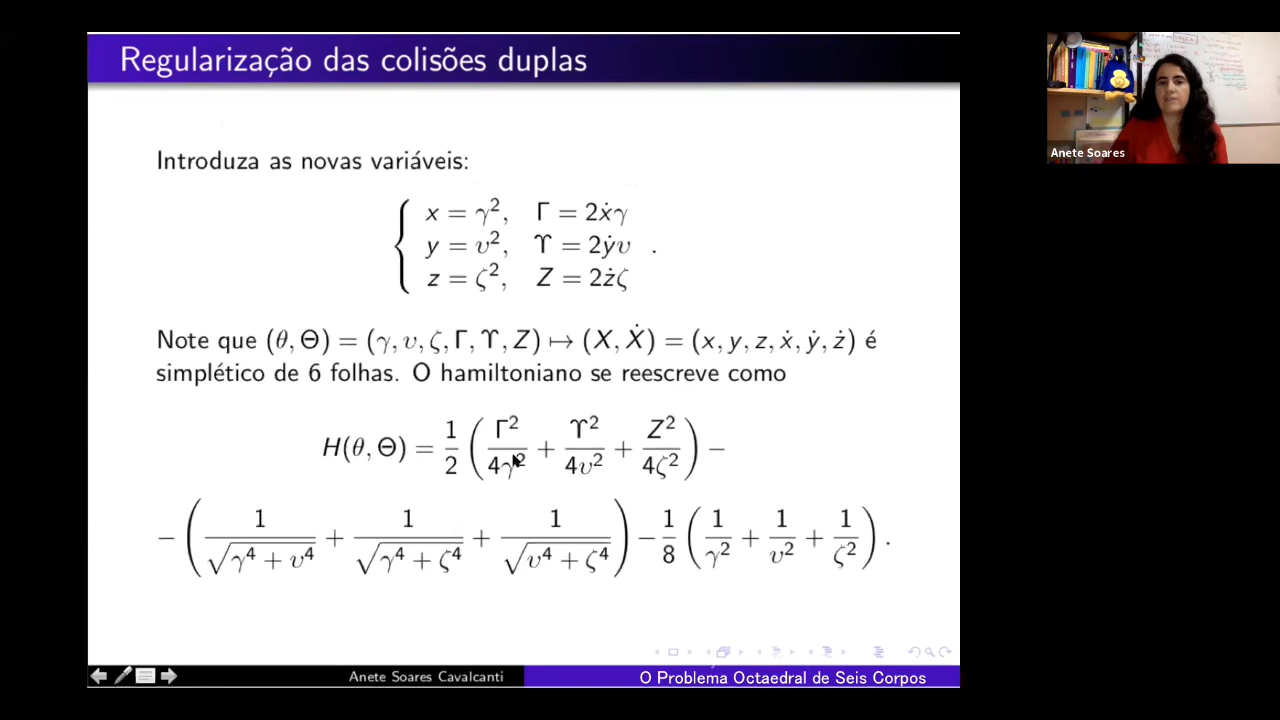 Regularização das colisões duplas
Anete Soares
Introduza as novas variáveis:
x = γ², Γ = 2ẋγ
y = υ², ϒ = 2ẏυ .
z = ζ², Z = 2żζ
Note que (θ, Θ) = (γ, υ, ζ, Γ, ϒ, Z) ↦ (X, Ẋ) = (x, y, z, ẋ, ẏ, ż) é
simplético de 6 folhas. O hamiltoniano se reescreve como
H(θ, Θ) = 1/2 (Γ²/4γ² + ϒ²/4υ² + Z²/4ζ²) −
− (1/√(γ⁴ + υ⁴) + 1/√(γ⁴ + ζ⁴) + 1/√(υ⁴ + ζ⁴)) − 1/8 (1/γ² + 1/υ² + 1/ζ²) .
Anete Soares Cavalcanti
O Problema Octaedral de Seis Corpos